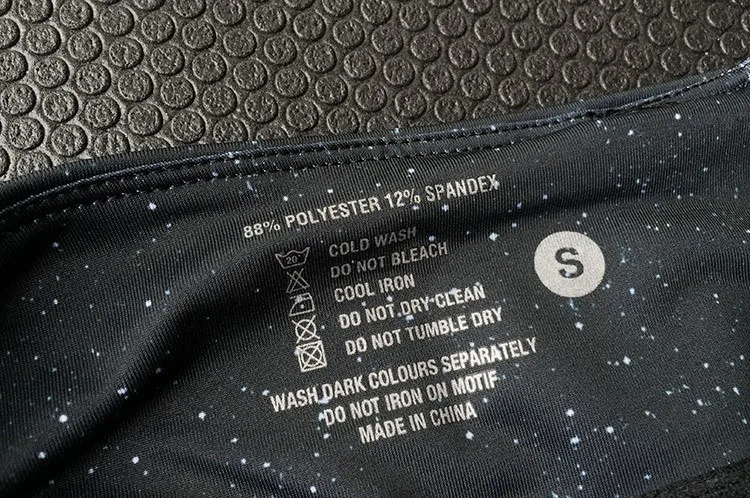 88% POLYESTER 12% SPANDEX
20
COLD WASH
DO NOT BLEACH
COOL IRON
DO NOT DRY CLEAN
DO NOT TUMBLE DRY
S
WASH DARK COLOURS SEPARATELY
DO NOT IRON ON MOTIF
MADE IN CHINA